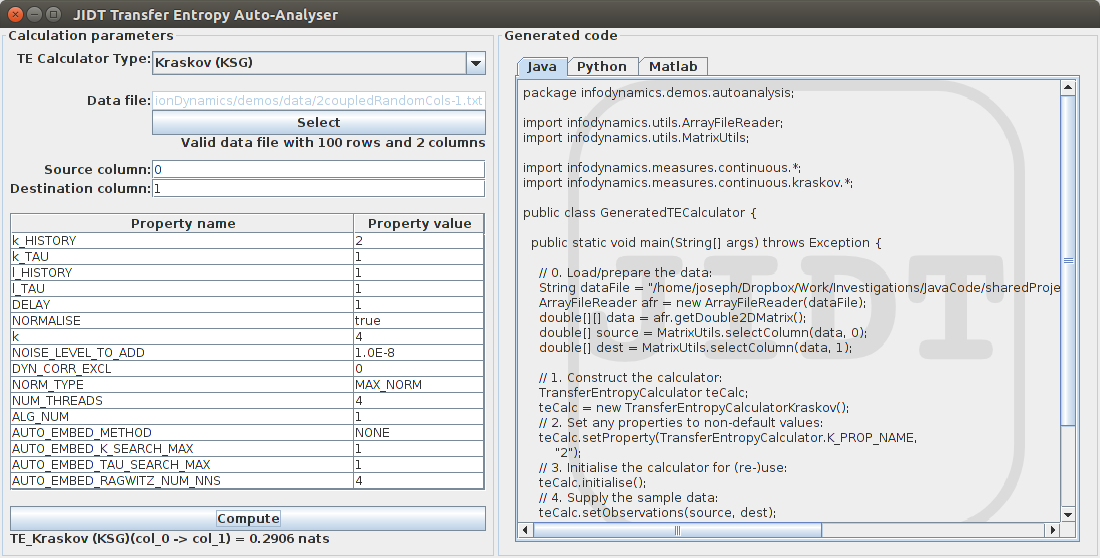 JIDT Transfer Entropy Auto-Analyser
Calculation parameters
TE Calculator Type: Kraskov (KSG)
Data file: ionDynamics/demos/data/2coupledRandomCols-1.txt
Select
Valid data file with 100 rows and 2 columns
Source column: 0
Destination column: 1
Property name Property value
k_HISTORY 2
k_TAU 1
l_HISTORY 1
l_TAU 1
DELAY 1
NORMALISE true
k 4
NOISE_LEVEL_TO_ADD 1.0E-8
DYN_CORR_EXCL 0
NORM_TYPE MAX_NORM
NUM_THREADS 4
ALG_NUM 1
AUTO_EMBED_METHOD NONE
AUTO_EMBED_K_SEARCH_MAX 1
AUTO_EMBED_TAU_SEARCH_MAX 1
AUTO_EMBED_RAGWITZ_NUM_NNS 4
Compute
TE_Kraskov (KSG)(col_0 -> col_1) = 0.2906 nats
Generated code
Java Python Matlab
package infodynamics.demos.autoanalysis;
import infodynamics.utils.ArrayFileReader;
import infodynamics.utils.MatrixUtils;
import infodynamics.measures.continuous.*;
import infodynamics.measures.continuous.kraskov.*;
public class GeneratedTECalculator {
public static void main(String[] args) throws Exception {
// 0. Load/prepare the data:
String dataFile = "/home/joseph/Dropbox/Work/Investigations/JavaCode/sharedProje
ArrayFileReader afr = new ArrayFileReader(dataFile);
double[][] data = afr.getDouble2DMatrix();
double[] source = MatrixUtils.selectColumn(data, 0);
double[] dest = MatrixUtils.selectColumn(data, 1);
// 1. Construct the calculator:
TransferEntropyCalculator teCalc;
teCalc = new TransferEntropyCalculatorKraskov();
// 2. Set any properties to non-default values:
teCalc.setProperty(TransferEntropyCalculator.K_PROP_NAME,
"2");
// 3. Initialise the calculator for (re-)use:
teCalc.initialise();
// 4. Supply the sample data:
teCalc.setObservations(source, dest);
JIDT